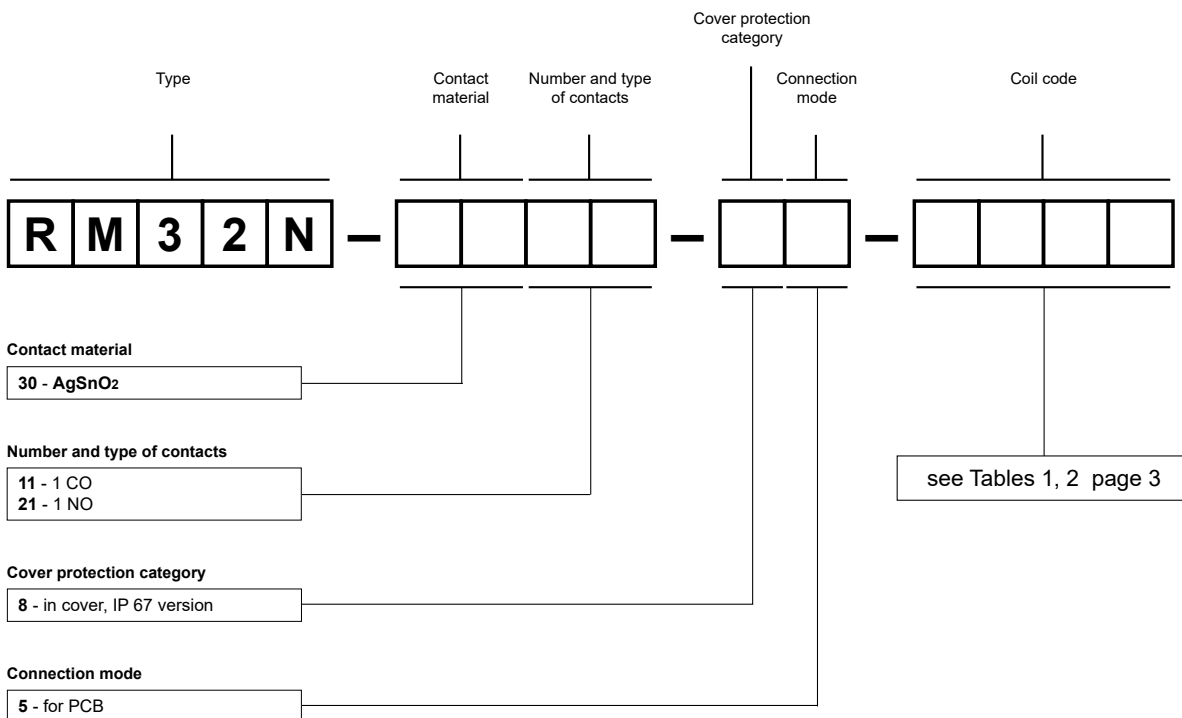 Cover protection
category
Type
Contact
material
Number and type
of contacts
Connection
mode
Coil code
R M 3 2 N – – –
Contact material
30 - AgSnO2
Number and type of contacts
11 - 1 CO
21 - 1 NO
see Tables 1, 2 page 3
Cover protection category
8 - in cover, IP 67 version
Connection mode
5 - for PCB